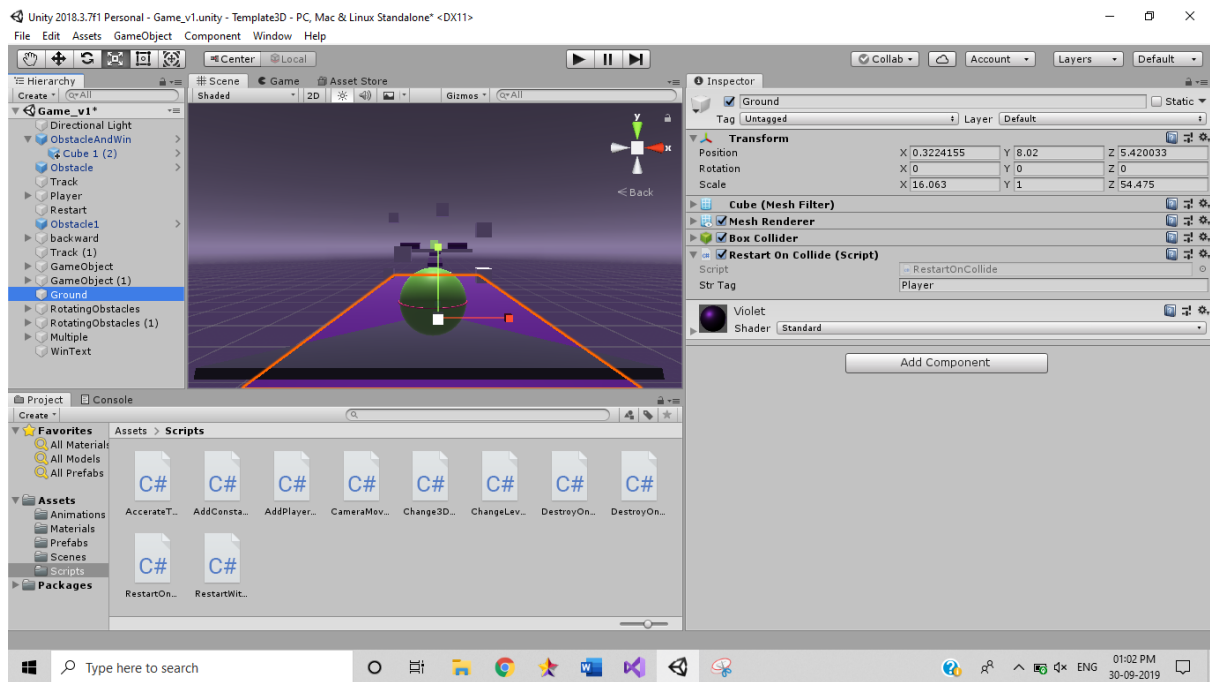 Unity 2018.3.7f1 Personal - Game_v1.unity - Template3D - PC, Mac & Linux Standalone* <DX11>
File Edit Assets GameObject Component Window Help
Center Local
Collab Account Layers Default
Hierarchy
Create All
Game_v1*
Directional Light
ObstacleAndWin
Cube 1 (2)
Obstacle
Track
Player
Restart
Obstacle1
backward
Track (1)
GameObject
GameObject (1)
Ground
RotatingObstacles
RotatingObstacles (1)
Multiple
WinText
Scene Game Asset Store
Shaded 2D Gizmos All
y
x
Back
Inspector
Ground Static
Tag Untagged Layer Default
Transform
Position X 0.3224155 Y 8.02 Z 5.420033
Rotation X 0 Y 0 Z 0
Scale X 16.063 Y 1 Z 54.475
Cube (Mesh Filter)
Mesh Renderer
Box Collider
Restart On Collide (Script)
Script RestartOnCollide
Str Tag Player
Violet
Shader Standard
Add Component
Project Console
Create
Favorites
All Materials
All Models
All Prefabs
Assets
Animations
Materials
Prefabs
Scenes
Scripts
Packages
Assets > Scripts
C# C# C# C# C# C# C# C#
AccerateT... AddConsta... AddPlayer... CameraMov... Change3D... ChangeLev... DestroyOn... DestroyOn...
C# C#
RestartOn... RestartWit...
Type here to search
ENG
01:02 PM
30-09-2019